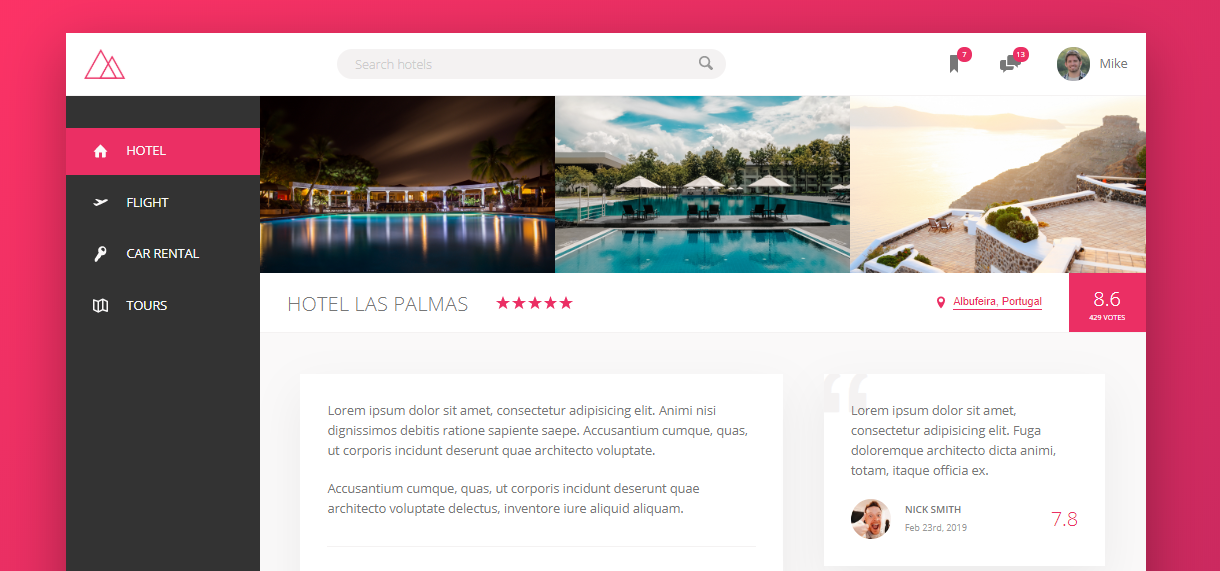 Search hotels
7
13
Mike
HOTEL
FLIGHT
CAR RENTAL
TOURS
HOTEL LAS PALMAS
Albufeira, Portugal
8.6
429 VOTES
Lorem ipsum dolor sit amet, consectetur adipisicing elit. Animi nisi
dignissimos debitis ratione sapiente saepe. Accusantium cumque, quas,
ut corporis incidunt deserunt quae architecto voluptate.
Accusantium cumque, quas, ut corporis incidunt deserunt quae
architecto voluptate delectus, inventore iure aliquid aliquam.
“
Lorem ipsum dolor sit amet,
consectetur adipisicing elit. Fuga
doloremque architecto dicta animi,
totam, itaque officia ex.
NICK SMITH
Feb 23rd, 2019
7.8